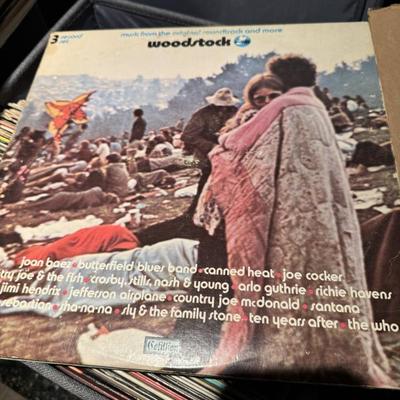 3 record set
music from the original soundtrack and more
woodstock
joan baez • butterfield blues band • canned heat • joe cocker
try joe & the fish • crosby, stills, nash & young • arlo guthrie • richie havens
jimi hendrix • jefferson airplane • country joe mcdonald • santana
sebastian • sha-na-na • sly & the family stone • ten years after • the who
Cotillion